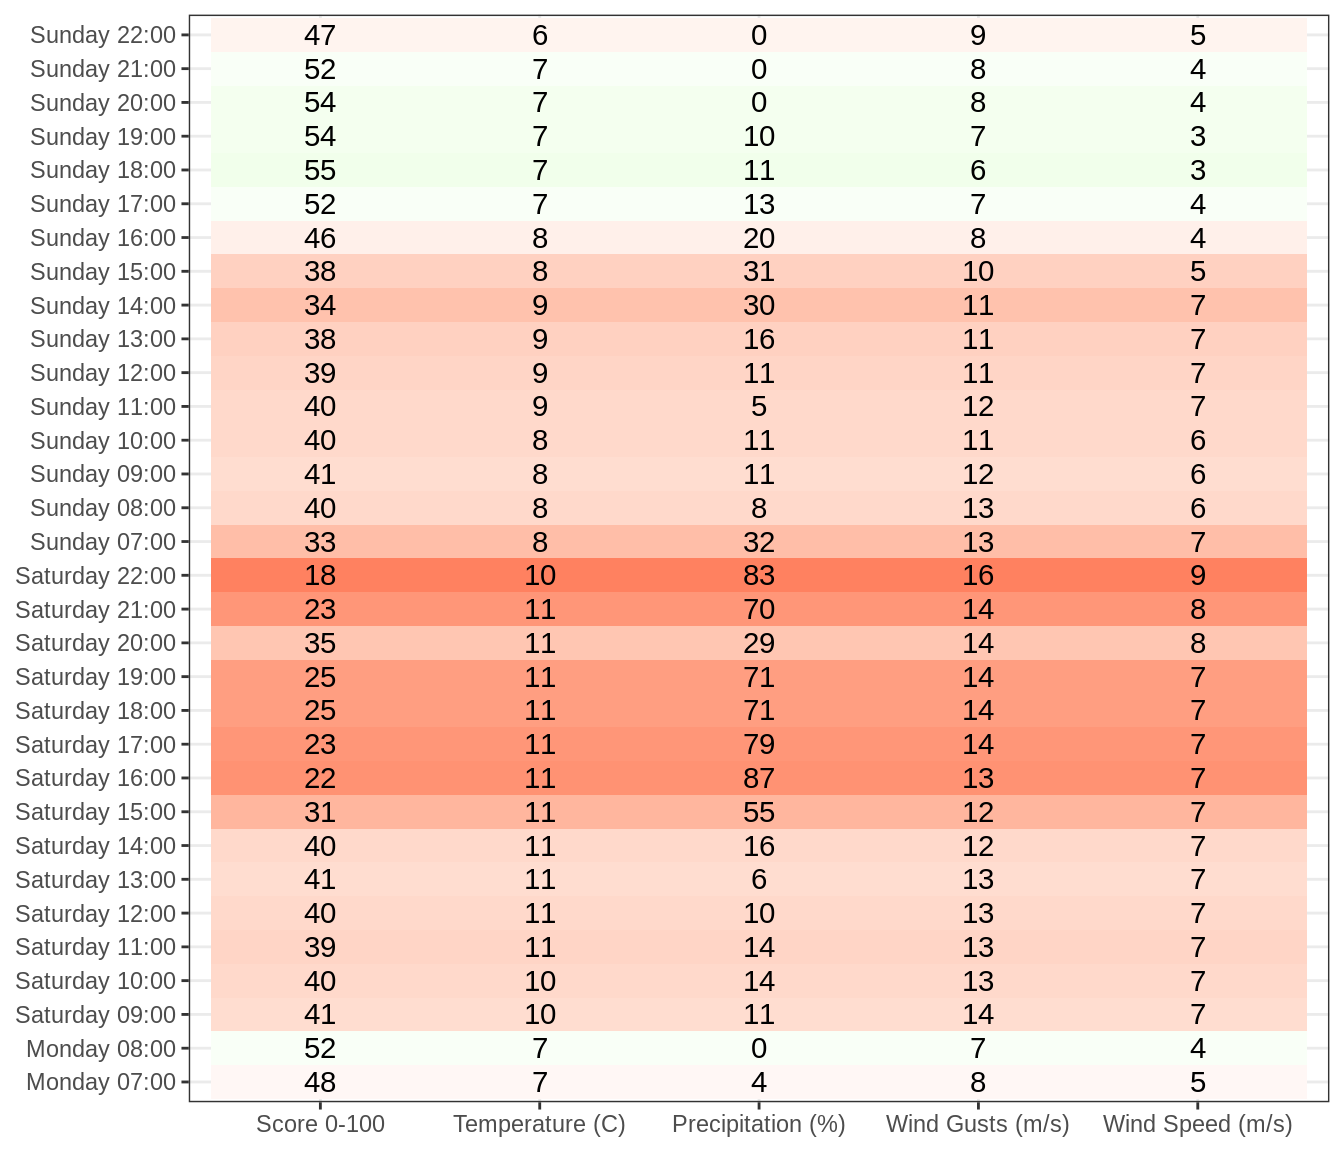 Sunday 22:00 47 6 0 9 5
Sunday 21:00 52 7 0 8 4
Sunday 20:00 54 7 0 8 4
Sunday 19:00 54 7 10 7 3
Sunday 18:00 55 7 11 6 3
Sunday 17:00 52 7 13 7 4
Sunday 16:00 46 8 20 8 4
Sunday 15:00 38 8 31 10 5
Sunday 14:00 34 9 30 11 7
Sunday 13:00 38 9 16 11 7
Sunday 12:00 39 9 11 11 7
Sunday 11:00 40 9 5 12 7
Sunday 10:00 40 8 11 11 6
Sunday 09:00 41 8 11 12 6
Sunday 08:00 40 8 8 13 6
Sunday 07:00 33 8 32 13 7
Saturday 22:00 18 10 83 16 9
Saturday 21:00 23 11 70 14 8
Saturday 20:00 35 11 29 14 8
Saturday 19:00 25 11 71 14 7
Saturday 18:00 25 11 71 14 7
Saturday 17:00 23 11 79 14 7
Saturday 16:00 22 11 87 13 7
Saturday 15:00 31 11 55 12 7
Saturday 14:00 40 11 16 12 7
Saturday 13:00 41 11 6 13 7
Saturday 12:00 40 11 10 13 7
Saturday 11:00 39 11 14 13 7
Saturday 10:00 40 10 14 13 7
Saturday 09:00 41 10 11 14 7
Monday 08:00 52 7 0 7 4
Monday 07:00 48 7 4 8 5
Score 0-100 Temperature (C) Precipitation (%) Wind Gusts (m/s) Wind Speed (m/s)